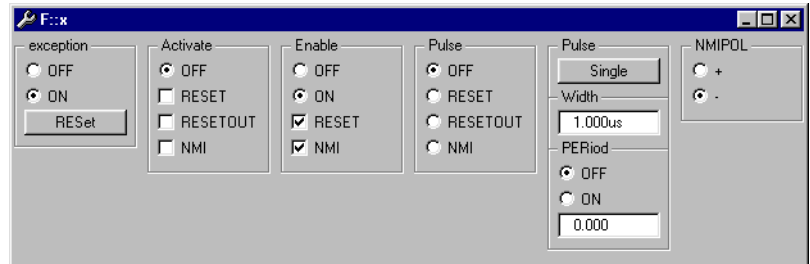 F::x
exception
OFF
ON
RESet
Activate
OFF
RESET
RESETOUT
NMI
Enable
OFF
ON
RESET
NMI
Pulse
OFF
RESET
RESETOUT
NMI
Pulse
Single
Width
1.000us
PERiod
OFF
ON
0.000
NMIPOL
+
-